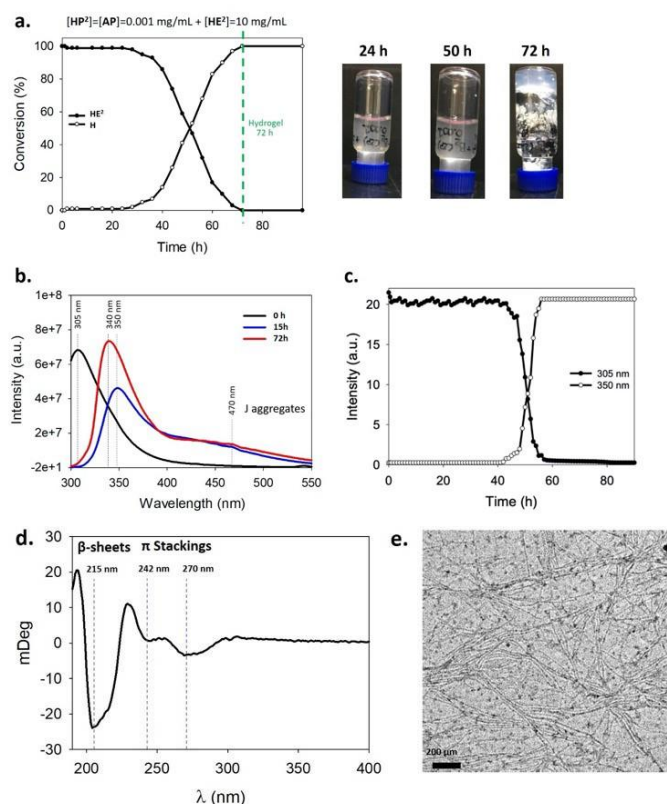 a.
[HP²]=[AP]=0.001 mg/mL + [HE²]=10 mg/mL
100
80
60
40
20
0
Conversion (%)
HE²
H
Hydrogel
72 h
0 20 40 60 80
Time (h)
24 h 50 h 72 h
b.
1e+8
8e+7
6e+7
4e+7
2e+7
-2e+1
Intensity (a.u.)
305 nm
340 nm
350 nm
0 h
15h
72h
470 nm
J aggregates
300 350 400 450 500 550
Wavelength (nm)
c.
20
15
10
5
0
Intensity (a.u.)
305 nm
350 nm
0 20 40 60 80
Time (h)
d.
β-sheets π Stackings
215 nm 242 nm 270 nm
30
20
10
0
-10
-20
-30
mDeg
200 250 300 350 400
λ (nm)
e.
200 µm